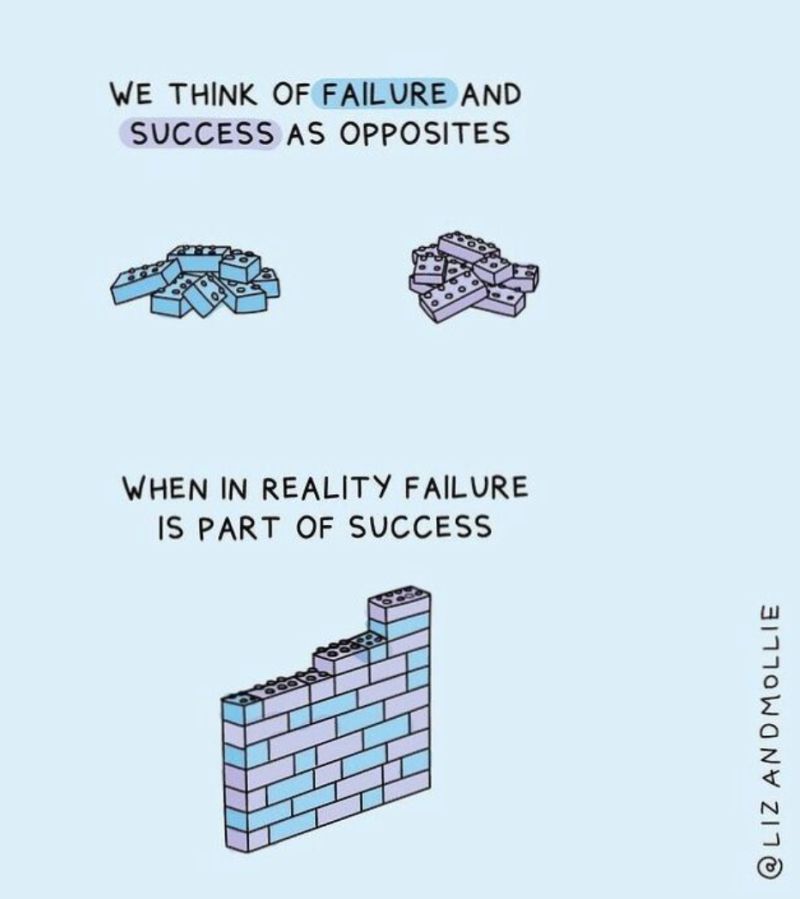 WE THINK OF FAILURE AND
SUCCESS AS OPPOSITES
WHEN IN REALITY FAILURE
IS PART OF SUCCESS
@LIZ ANDMOLLIE